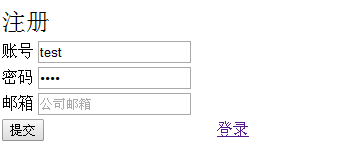 注册
账号 test
密码 ••••
邮箱 公司邮箱
提交 登录